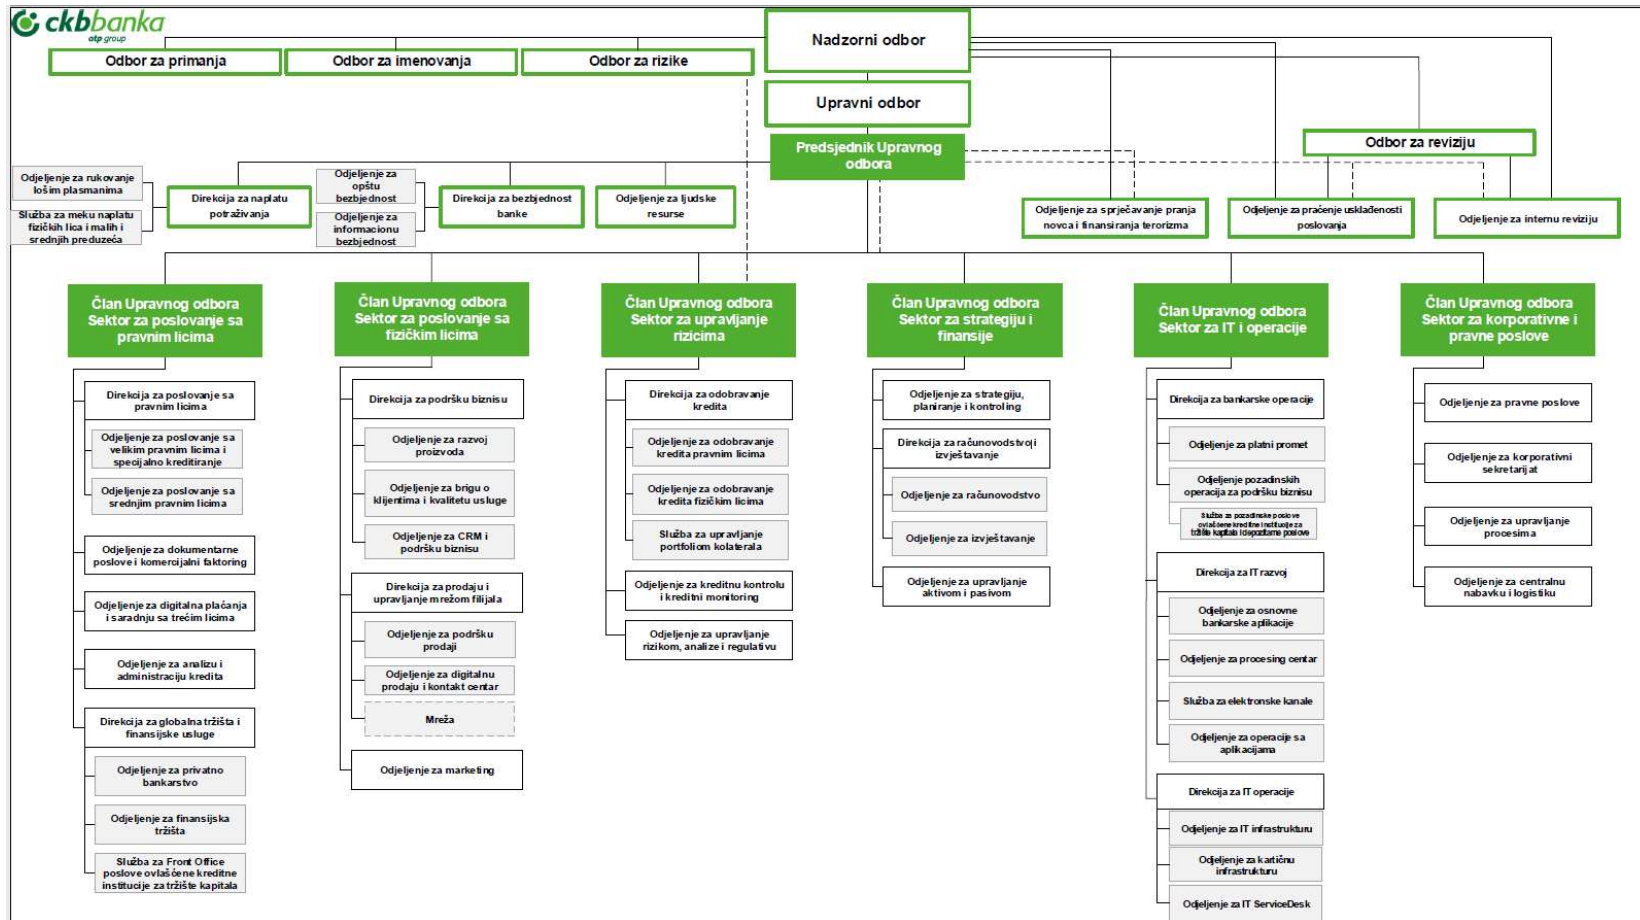 ckbbanka
otp group
Nadzorni odbor
Odbor za primanja
Odbor za imenovanja
Odbor za rizike
Upravni odbor
Predsjednik Upravnog
odbora
Odbor za reviziju
Odjeljenje za rukovanje
lošim plasmanima
Služba za meku naplatu
fizičkih lica i malih i
srednjih preduzeća
Direkcija za naplatu
potraživanja
Odjeljenje za
opštu
bezbjednost
Odjeljenje za
informacionu
bezbjednost
Direkcija za bezbjednost
banke
Odjeljenje za ljudske
resurse
Odjeljenje za sprječavanje pranja
novca i finansiranja terorizma
Odjeljenje za praćenje usklađenosti
poslovanja
Odjeljenje za internu reviziju
Član Upravnog odbora
Sektor za poslovanje sa
pravnim licima
Direkcija za poslovanje sa
pravnim licima
Odjeljenje za poslovanje sa
velikim pravnim licima i
specijalno kreditiranje
Odjeljenje za poslovanje sa
srednjim pravnim licima
Odjeljenje za dokumentarne
poslove i komercijalni faktoring
Odjeljenje za digitalna plaćanja
i saradnju sa trećim licima
Odjeljenje za analizu i
administraciju kredita
Direkcija za globalna tržišta i
finansijske usluge
Odjeljenje za privatno
bankarstvo
Odjeljenje za finansijska
tržišta
Služba za Front Office
poslove ovlašćene kreditne
institucije za tržište kapitala
Član Upravnog odbora
Sektor za poslovanje sa
fizičkim licima
Direkcija za podršku biznisu
Odjeljenje za razvoj
proizvoda
Odjeljenje za brigu o
klijentima i kvalitetu usluge
Odjeljenje za CRM i
podršku biznisu
Direkcija za prodaju i
upravljanje mrežom filijala
Odjeljenje za podršku
prodaji
Odjeljenje za digitalnu
prodaju i kontakt centar
Mreža
Odjeljenje za marketing
Član Upravnog odbora
Sektor za upravljanje
rizicima
Direkcija za odobravanje
kredita
Odjeljenje za odobravanje
kredita pravnim licima
Odjeljenje za odobravanje
kredita fizičkim licima
Služba za upravljanje
portfoliom kolaterala
Odjeljenje za kreditnu kontrolu
i kreditni monitoring
Odjeljenje za upravljanje
rizikom, analize i regulativu
Član Upravnog odbora
Sektor za strategiju i
finansije
Odjeljenje za strategiju,
planiranje i kontroling
Direkcija za računovodstvo i
izvještavanje
Odjeljenje za računovodstvo
Odjeljenje za izvještavanje
Odjeljenje za upravljanje
aktivom i pasivom
Član Upravnog odbora
Sektor za IT i operacije
Direkcija za bankarske operacije
Odjeljenje za platni promet
Odjeljenje pozadinskih
operacija za podršku biznisu
Služba za pozadinske poslove
ovlašćene kreditne institucije za
tržište kapitala i depozitarne poslove
Direkcija za IT razvoj
Odjeljenje za osnovne
bankarske aplikacije
Odjeljenje za procesing centar
Služba za elektronske kanale
Odjeljenje za operacije sa
aplikacijama
Direkcija za IT operacije
Odjeljenje za IT infrastrukturu
Odjeljenje za kartičnu
infrastrukturu
Odjeljenje za IT ServiceDesk
Član Upravnog odbora
Sektor za korporativne i
pravne poslove
Odjeljenje za pravne poslove
Odjeljenje za korporativni
sekretarijat
Odjeljenje za upravljanje
procesima
Odjeljenje za centralnu
nabavku i logistiku